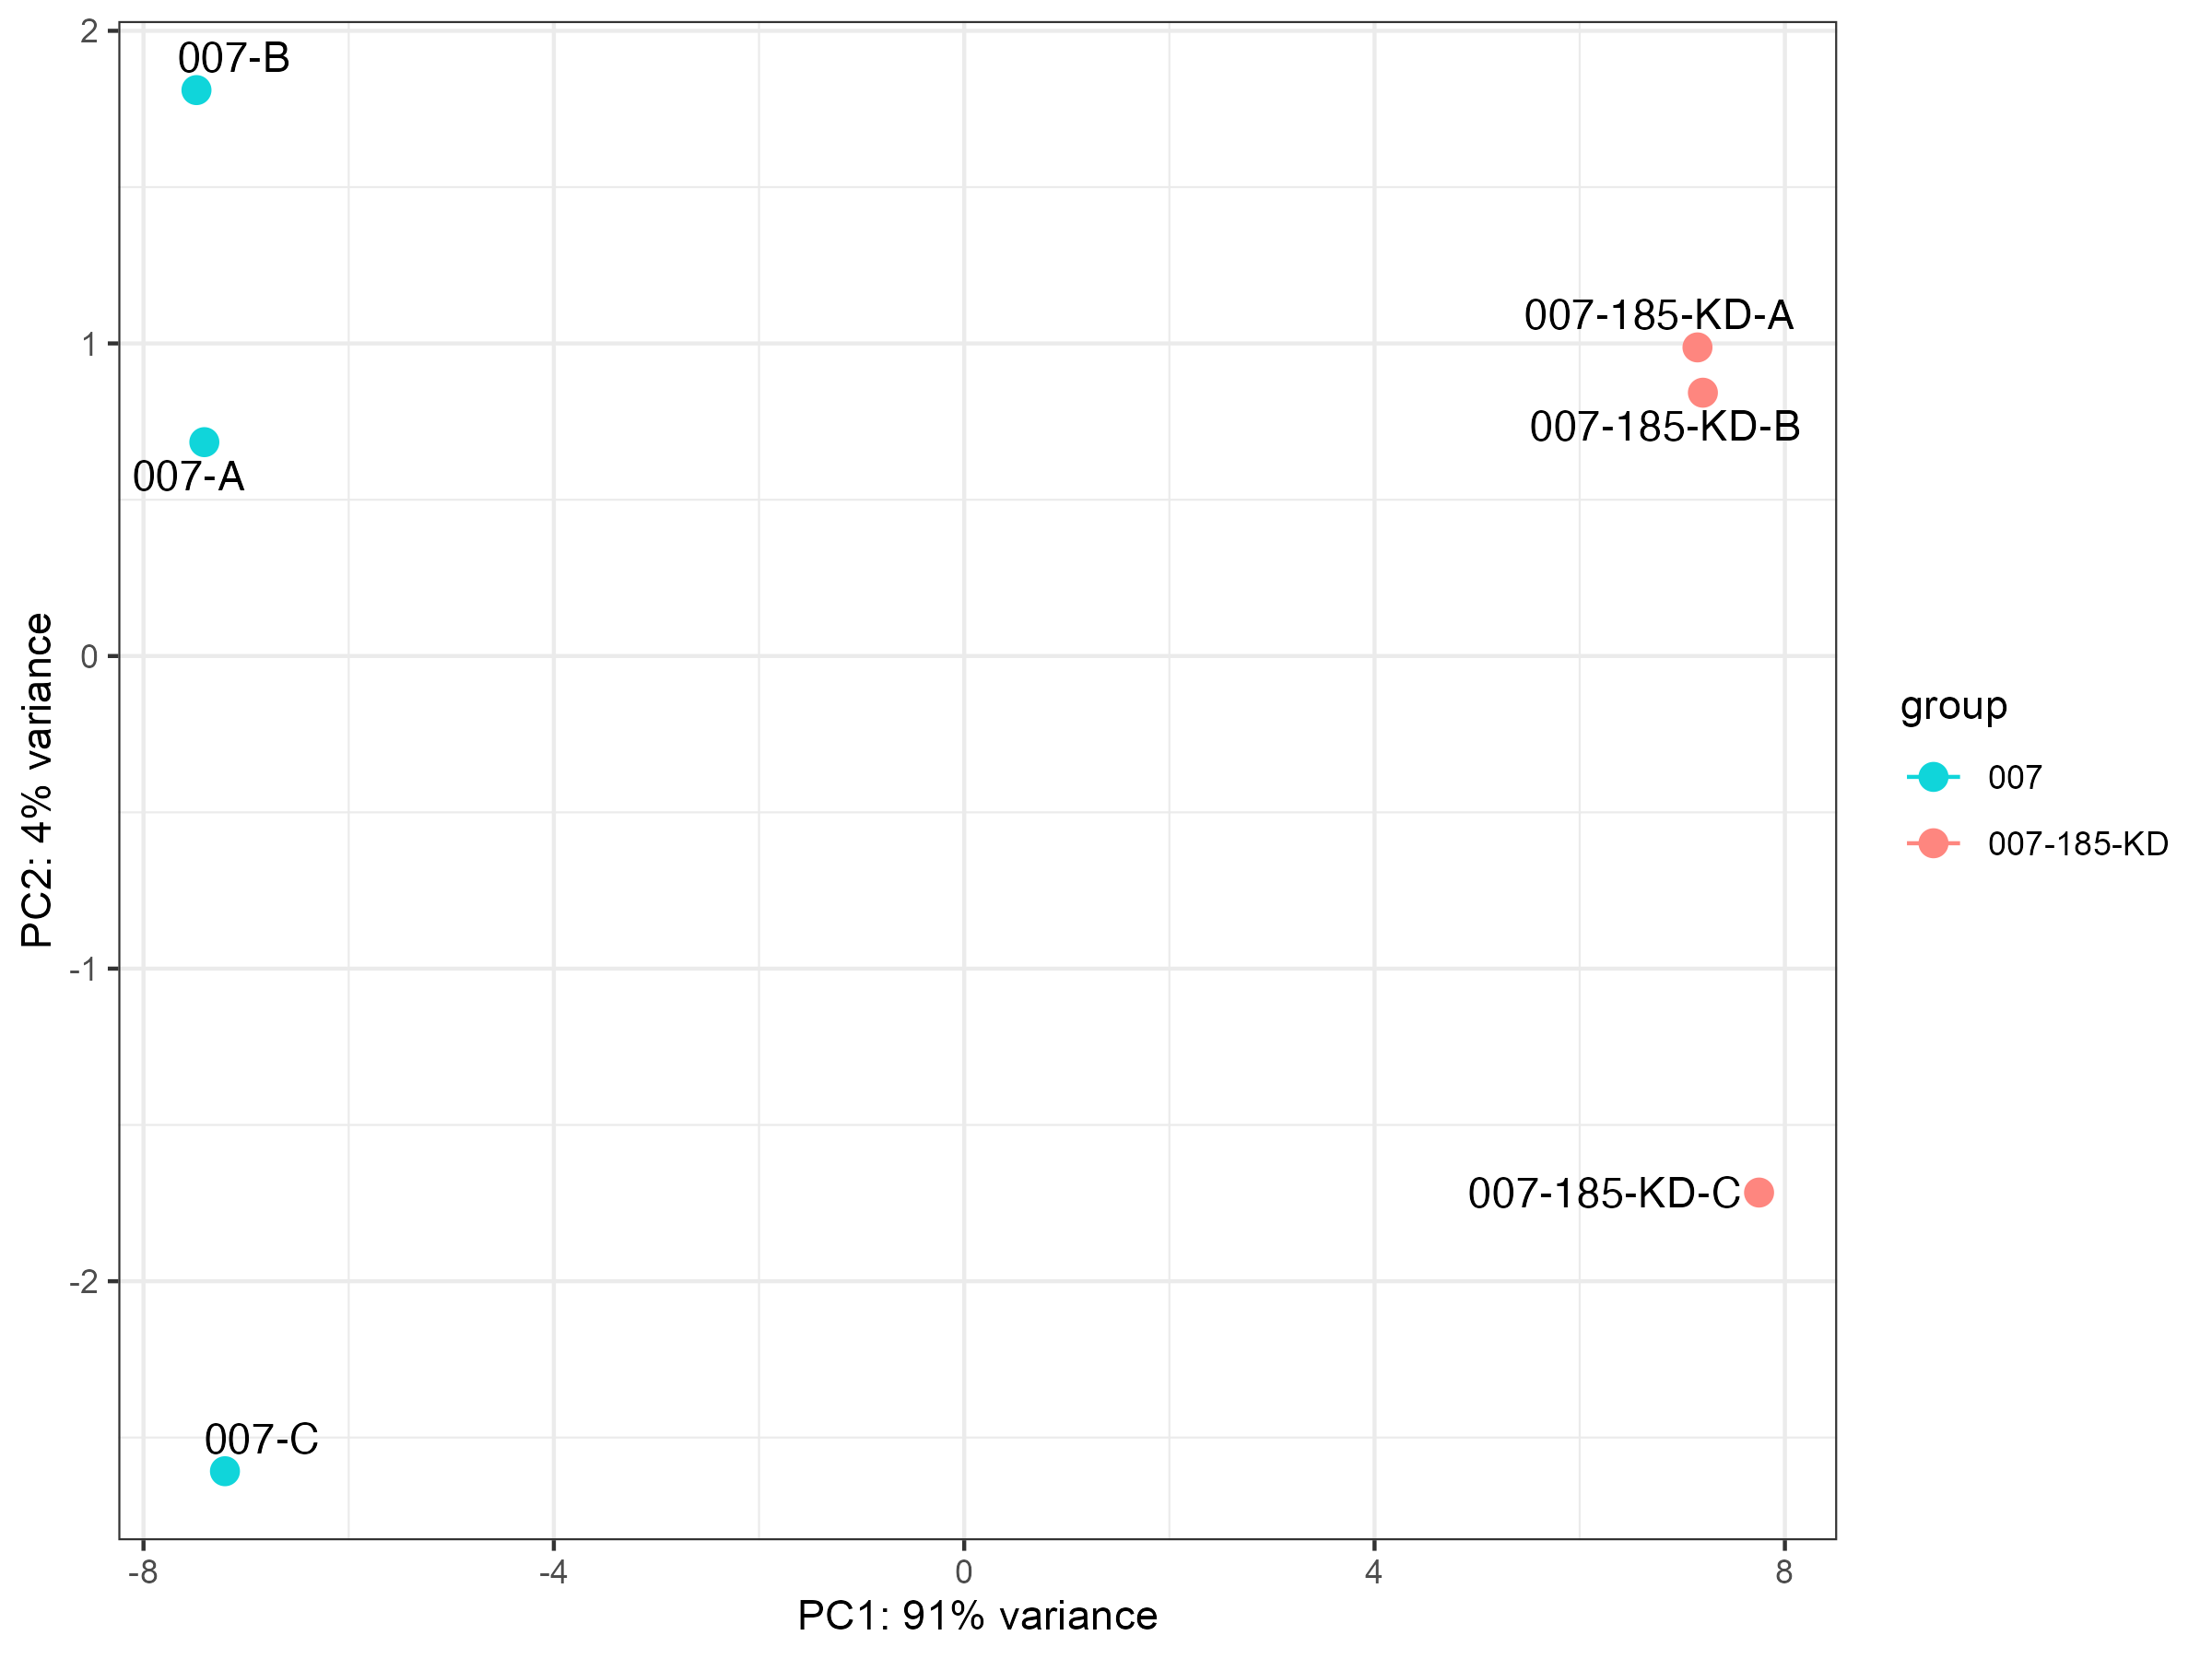 2
1
0
-1
-2
PC2: 4% variance
007-B
007-A
007-C
007-185-KD-A
007-185-KD-B
007-185-KD-C
-8
-4
0
4
8
PC1: 91% variance
group
007
007-185-KD